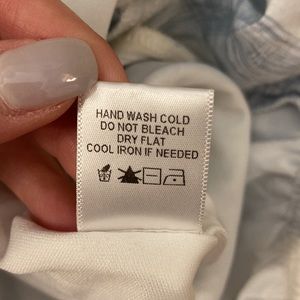 HAND WASH COLD
DO NOT BLEACH
DRY FLAT
COOL IRON IF NEEDED